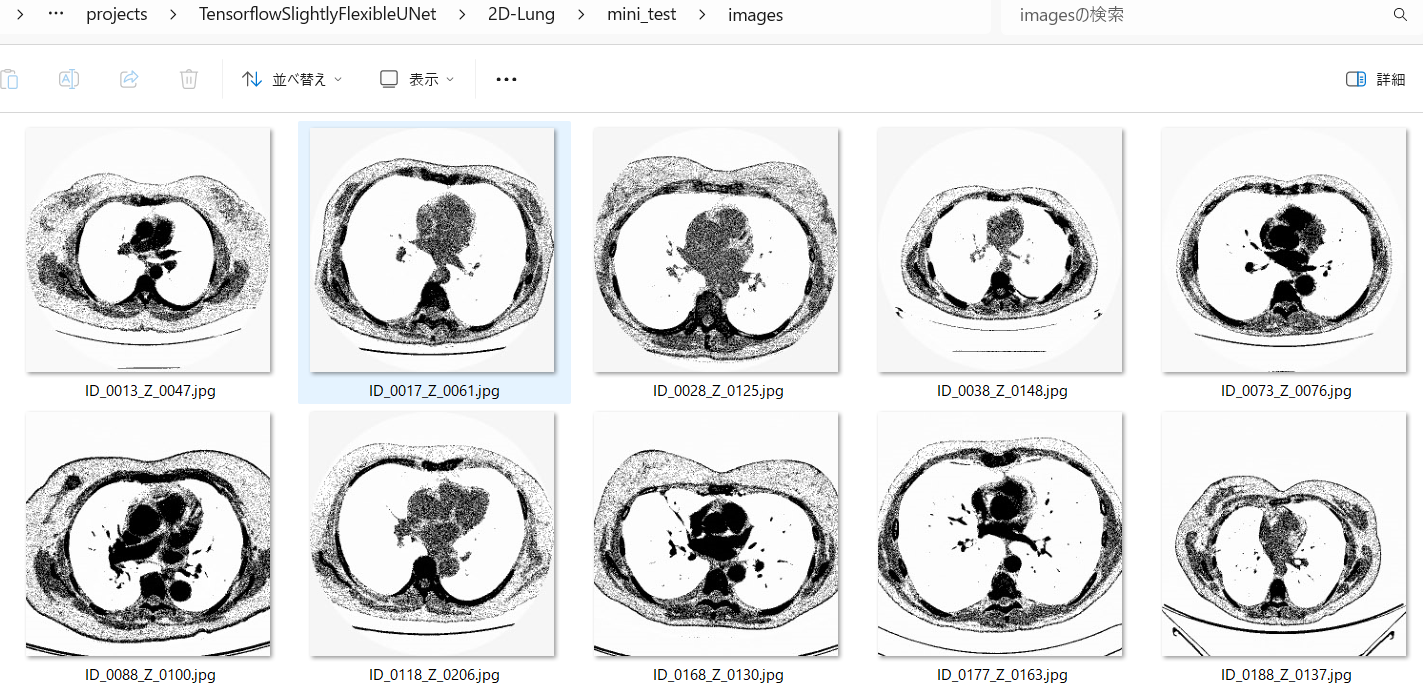 > … projects > TensorflowSlightlyFlexibleUNet > 2D-Lung > mini_test > images
imagesの検索
並べ替え
表示
…
詳細
ID_0013_Z_0047.jpg
ID_0017_Z_0061.jpg
ID_0028_Z_0125.jpg
ID_0038_Z_0148.jpg
ID_0073_Z_0076.jpg
ID_0088_Z_0100.jpg
ID_0118_Z_0206.jpg
ID_0168_Z_0130.jpg
ID_0177_Z_0163.jpg
ID_0188_Z_0137.jpg